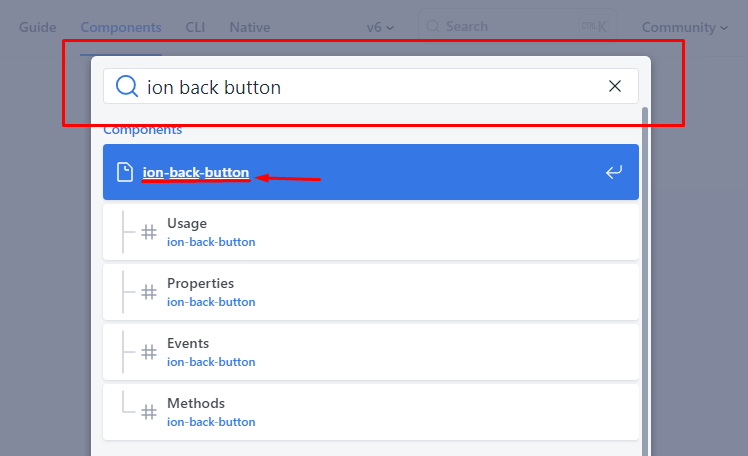 Guide Components CLI Native v6 Search K Community
ion back button
Components
ion-back-button
Usage
ion-back-button
Properties
ion-back-button
Events
ion-back-button
Methods
ion-back-button